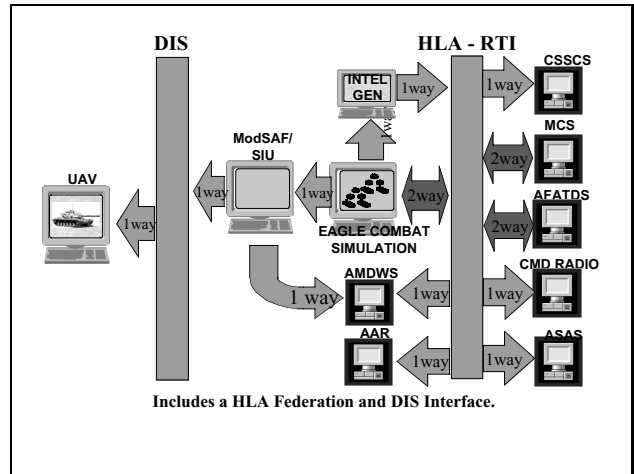 DIS
HLA - RTI
CSSCS
INTEL
GEN
1way
1way
1way
MCS
ModSAF/
SIU
2way
UAV
1way
1way
2way
AFATDS
2way
1way
EAGLE COMBAT
SIMULATION
CMD RADIO
AMDWS
1 way
1way
1way
AAR
ASAS
1way
1way
Includes a HLA Federation and DIS Interface.